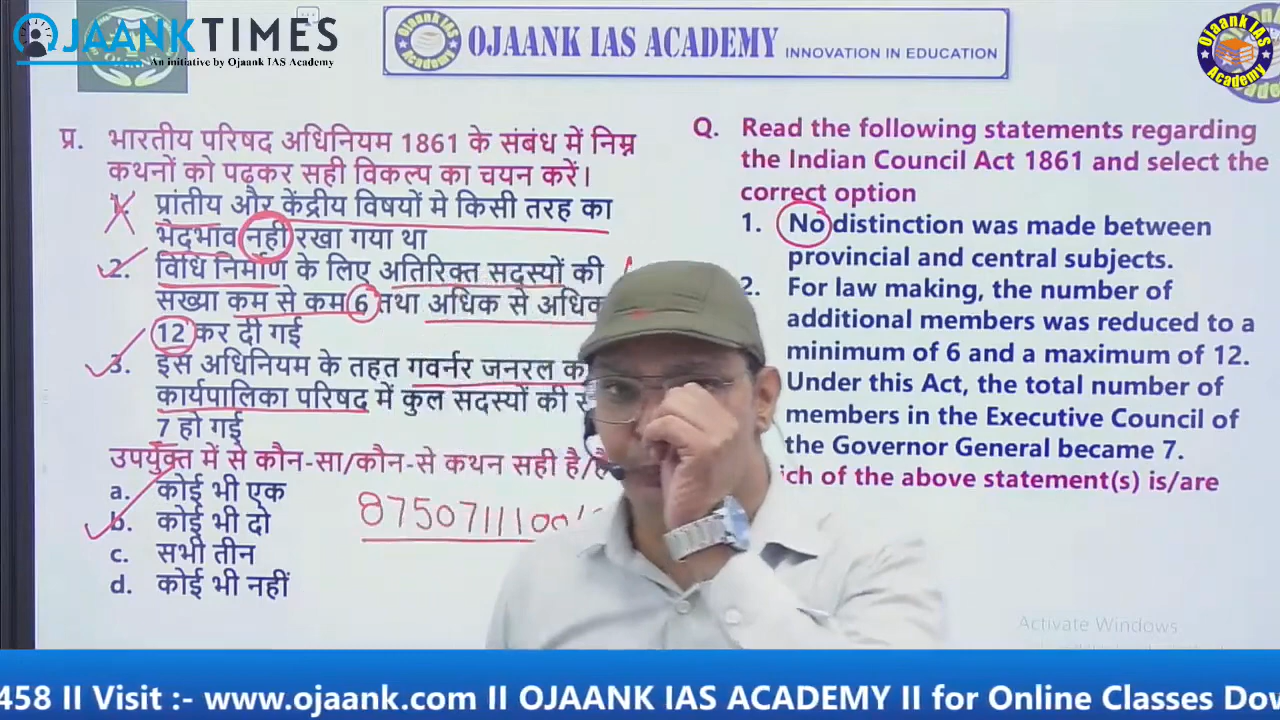 OJAANKTIMES
An initiative by Ojaank IAS Academy
OJAANK IAS ACADEMY INNOVATION IN EDUCATION
Ojaank IAS Academy
प्र. भारतीय परिषद अधिनियम 1861 के संबंध में निम्न
कथनों को पढ़कर सही विकल्प का चयन करें।
1. प्रांतीय और केंद्रीय विषयों मे किसी तरह का
भेदभाव नही रखा गया था
2. विधि निर्माण के लिए अतिरिक्त सदस्यों की
संख्या कम से कम 6 तथा अधिक से अधिक
12 कर दी गई
3. इस अधिनियम के तहत गवर्नर जनरल
कार्यपालिका परिषद में कुल सदस्यों की
7 हो गई
उपर्युक्त में से कौन-सा/कौन-से कथन सही है/
a. कोई भी एक
b. कोई भी दो
c. सभी तीन
d. कोई भी नहीं
8750711100/
Q. Read the following statements regarding
the Indian Council Act 1861 and select the
correct option
1. No distinction was made between
provincial and central subjects.
2. For law making, the number of
additional members was reduced to a
minimum of 6 and a maximum of 12.
Under this Act, the total number of
members in the Executive Council of
the Governor General became 7.
of the above statement(s) is/are
Activate Windows
458 II Visit :- www.ojaank.com II OJAANK IAS ACADEMY II for Online Classes